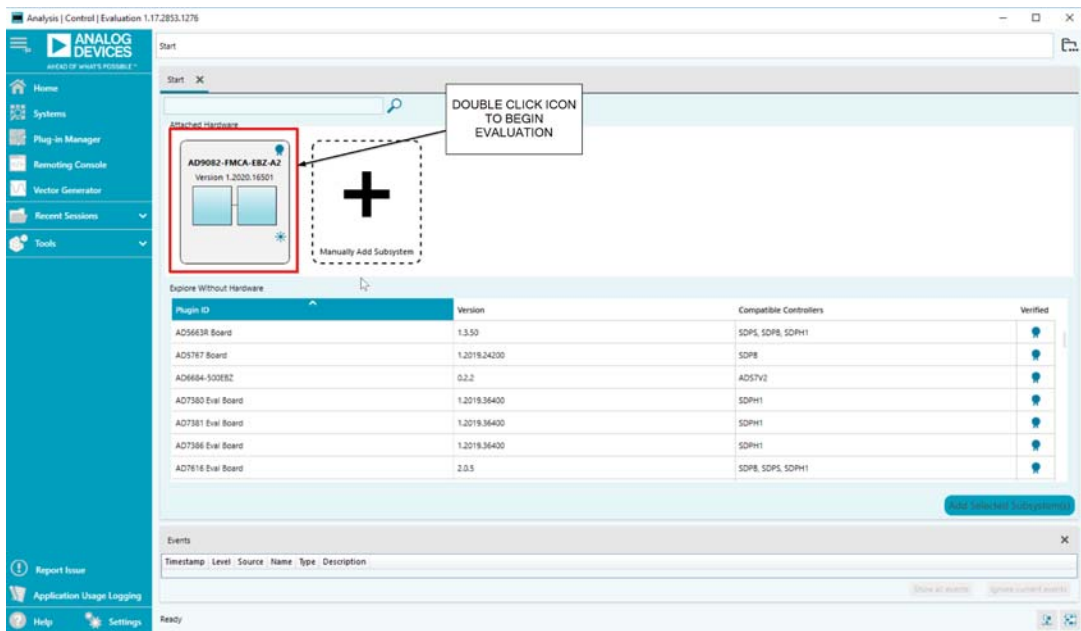 Analysis | Control | Evaluation 1.17.2853.1276
ANALOG
DEVICES
AHEAD OF WHAT'S POSSIBLE™
Start
Home
Systems
Plug-in Manager
Remoting Console
Vector Generator
Recent Sessions
Tools
Start
Attached Hardware
DOUBLE CLICK ICON
TO BEGIN
EVALUATION
AD9082-FMCA-EBZ-A2
Version 1.2020.16501
Manually Add Subsystem
Explore Without Hardware
Plugin ID Version Compatible Controllers Verified
AD5663R Board 1.3.50 SDPS, SDPB, SDPH1
AD5767 Board 1.2019.24200 SDPB
AD6684-500EBZ 0.2.2 ADS7V2
AD7380 Eval Board 1.2019.36400 SDPH1
AD7381 Eval Board 1.2019.36400 SDPH1
AD7386 Eval Board 1.2019.36400 SDPH1
AD7616 Eval Board 2.0.5 SDPB, SDPS, SDPH1
Add Selected Subsystem(s)
Events
Timestamp Level Source Name Type Description
Show all events Ignore current events
Report Issue
Application Usage Logging
Help Settings
Ready